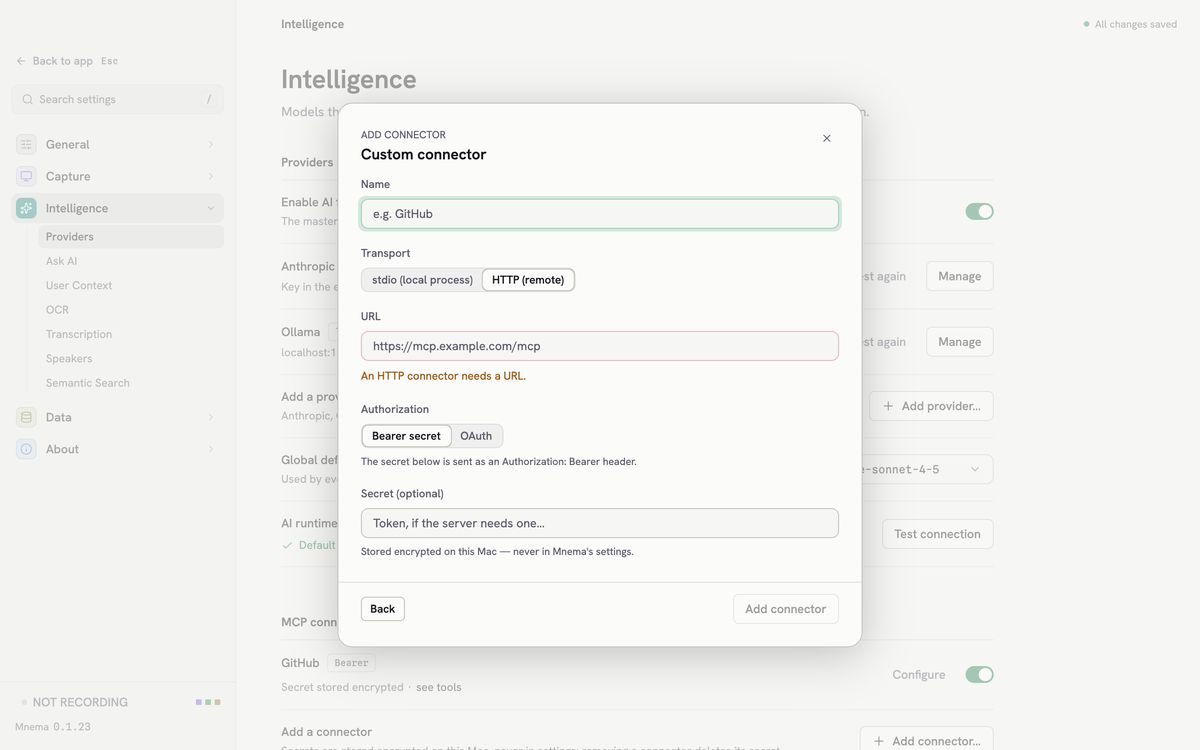 Intelligence
All changes saved
Back to app Esc
Search settings /
General
Capture
Intelligence
Providers
Ask AI
User Context
OCR
Transcription
Speakers
Semantic Search
Data
About
NOT RECORDING
Mnema 0.1.23
Intelligence
Models
Providers
Enable AI
The master
Anthropic
Key in the
again
Manage
Ollama
localhost:1
again
Manage
Add a
Anthropic,
+ Add provider...
Global
Used by
-sonnet-4-5
AI runtime
Default
Test connection
MCP
GitHub Bearer
Secret stored encrypted · see tools
Configure
Add a connector
+ Add connector...
ADD CONNECTOR
Custom connector
Name
e.g. GitHub
Transport
stdio (local process) HTTP (remote)
URL
https://mcp.example.com/mcp
An HTTP connector needs a URL.
Authorization
Bearer secret OAuth
The secret below is sent as an Authorization: Bearer header.
Secret (optional)
Token, if the server needs one...
Stored encrypted on this Mac — never in Mnema's settings.
Back
Add connector